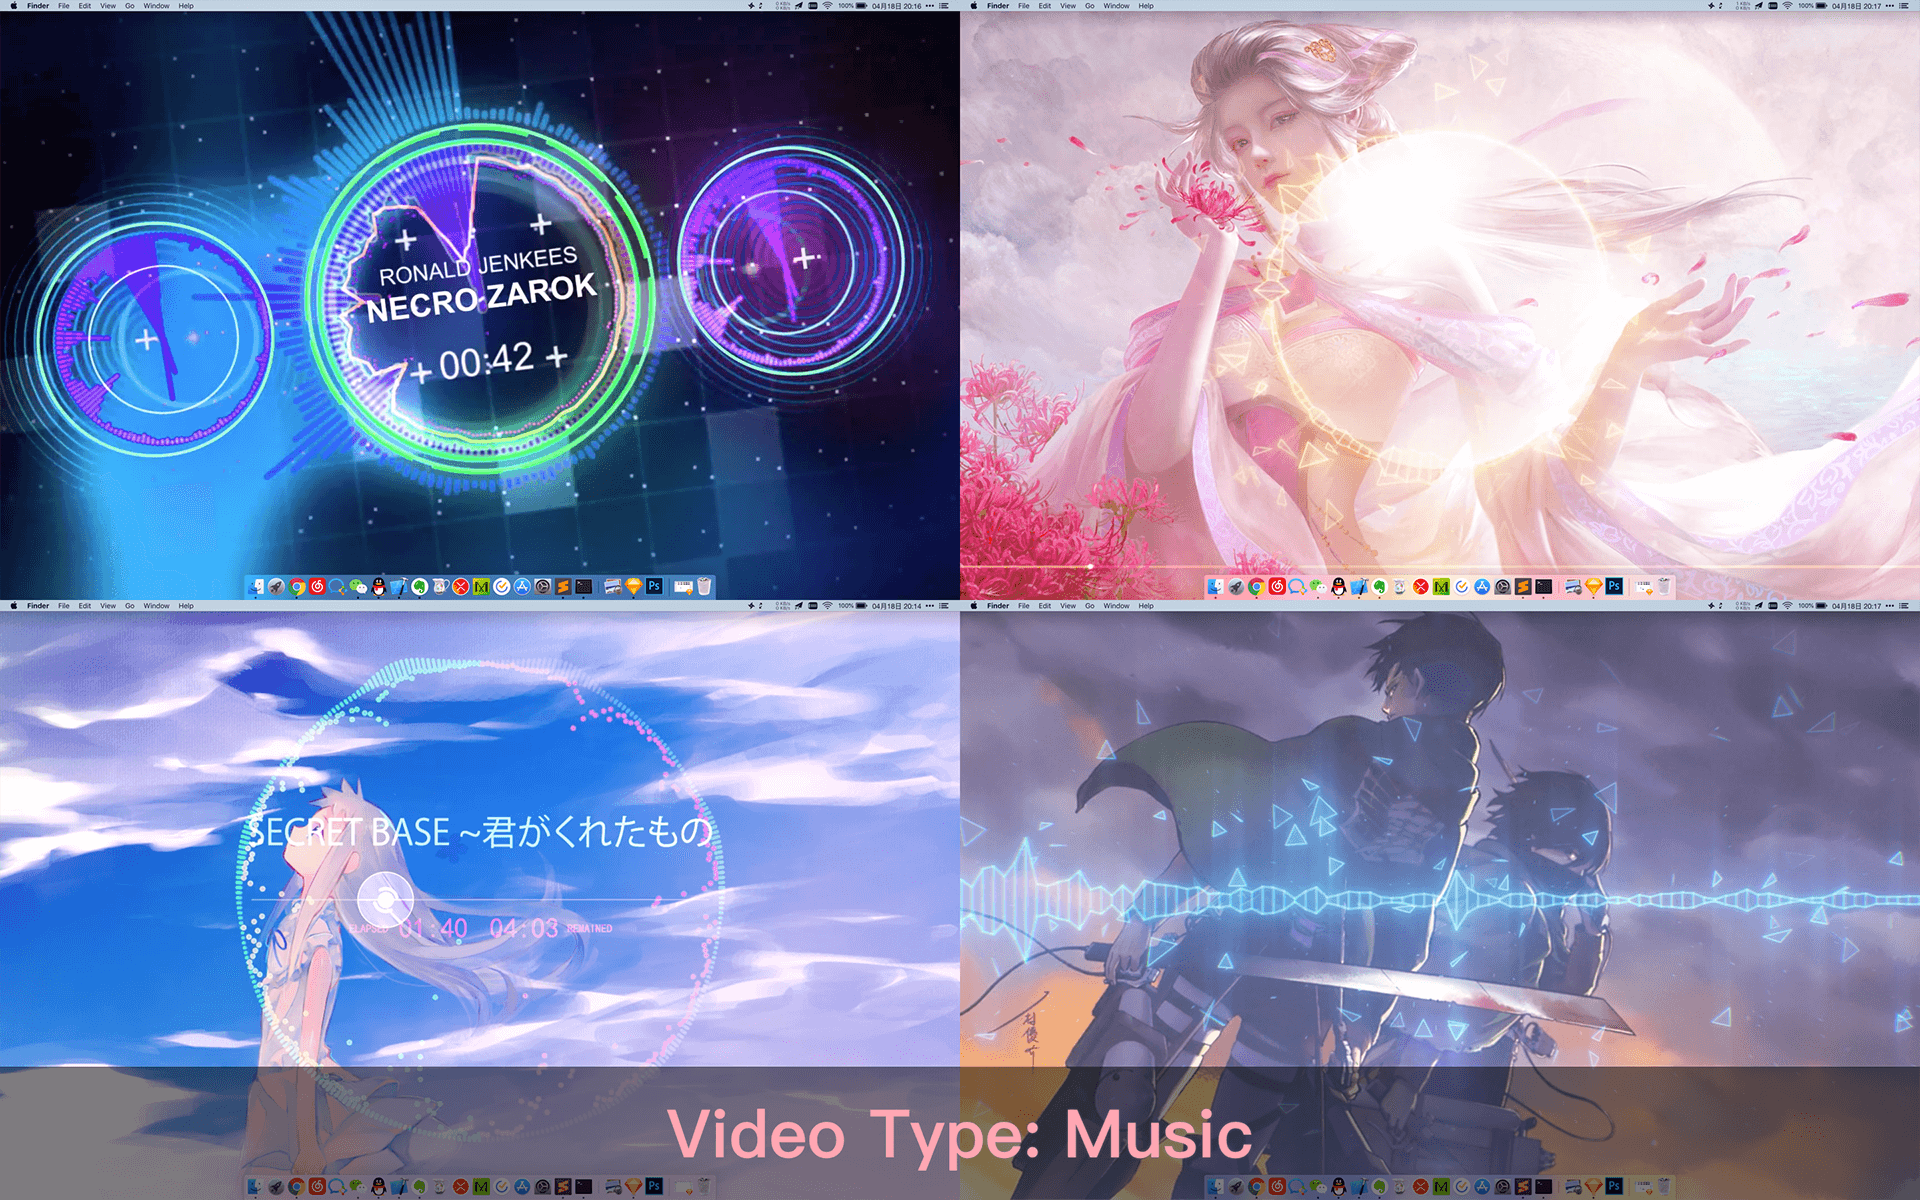 Finder File Edit View Go Window Help
100% 04月18日 20:16
RONALD JENKEES
NECRO-ZAROK
00:42
Ps
Finder File Edit View Go Window Help
100% 04月18日 20:17
Ps
Finder File Edit View Go Window Help
100% 04月18日 20:14
SECRET BASE ~君がくれたもの
ELAPSED 01:40 04:03 REMAINED
Ps
Finder File Edit View Go Window Help
100% 04月18日 20:17
Ps
Video Type: Music